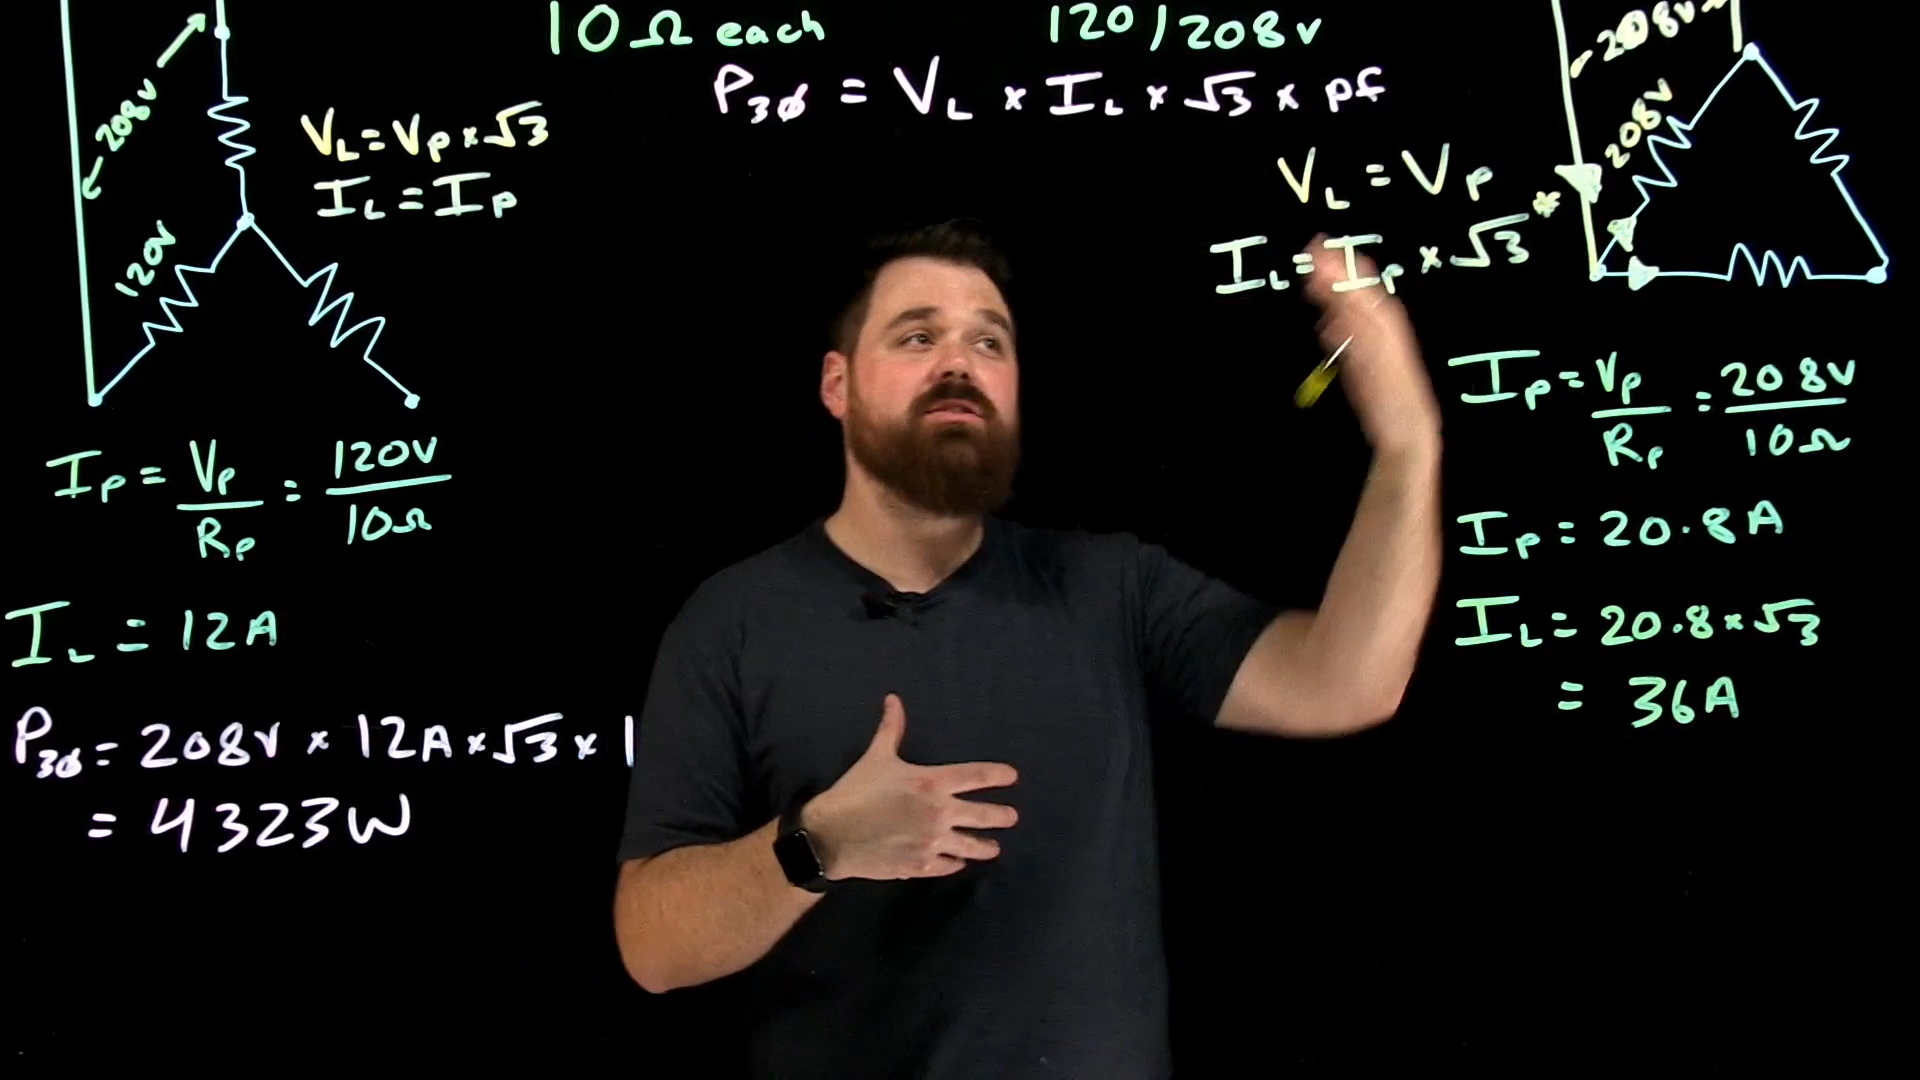 10Ω each
120/208V
P3ø = VL × IL × √3 × pf
208V
120V
VL = VP × √3
IL = IP
IP = VP/RP = 120V/10Ω
IL = 12A
P3ø = 208V × 12A × √3 × 1
= 4323W
208V
208V
VL = VP
IL = IP × √3 *
IP = VP/RP = 208V/10Ω
IP = 20.8A
IL = 20.8 × √3
= 36A